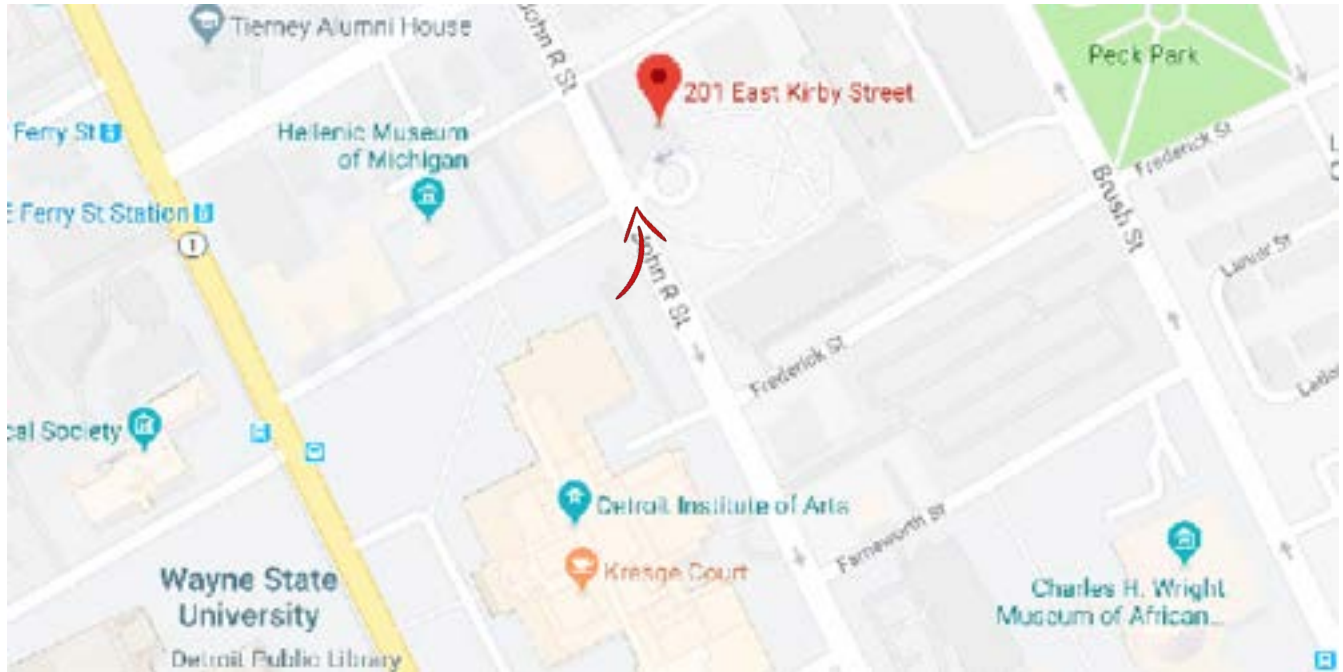 Tierney Alumni House
John R St
Peck Park
201 East Kirby Street
Ferry St
Hellenic Museum
of Michigan
Frederick St
Ferry St Station
1
Brush St
John R St
Frederick St
cal Society
Detroit Institute of Arts
Farnsworth St
Kresge Court
Wayne State
University
Charles H. Wright
Museum of African...
Detroit Public Library